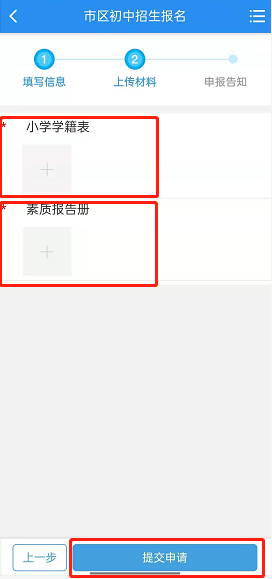 市区初中招生报名
1 2
填写信息 上传材料 申报告知
* 小学学籍表
+
* 素质报告册
+
上一步 提交申请